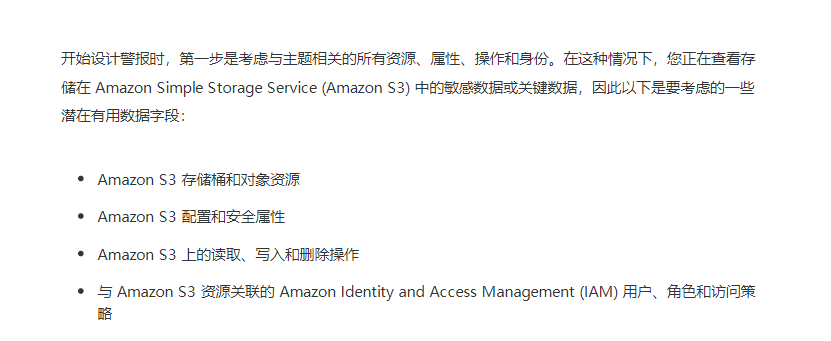 开始设计警报时，第一步是考虑与主题相关的所有资源、属性、操作和身份。在这种情况下，您正在查看存
储在 Amazon Simple Storage Service (Amazon S3) 中的敏感数据或关键数据，因此以下是要考虑的一些
潜在有用数据字段：
• Amazon S3 存储桶和对象资源
• Amazon S3 配置和安全属性
• Amazon S3 上的读取、写入和删除操作
• 与 Amazon S3 资源关联的 Amazon Identity and Access Management (IAM) 用户、角色和访问策
略